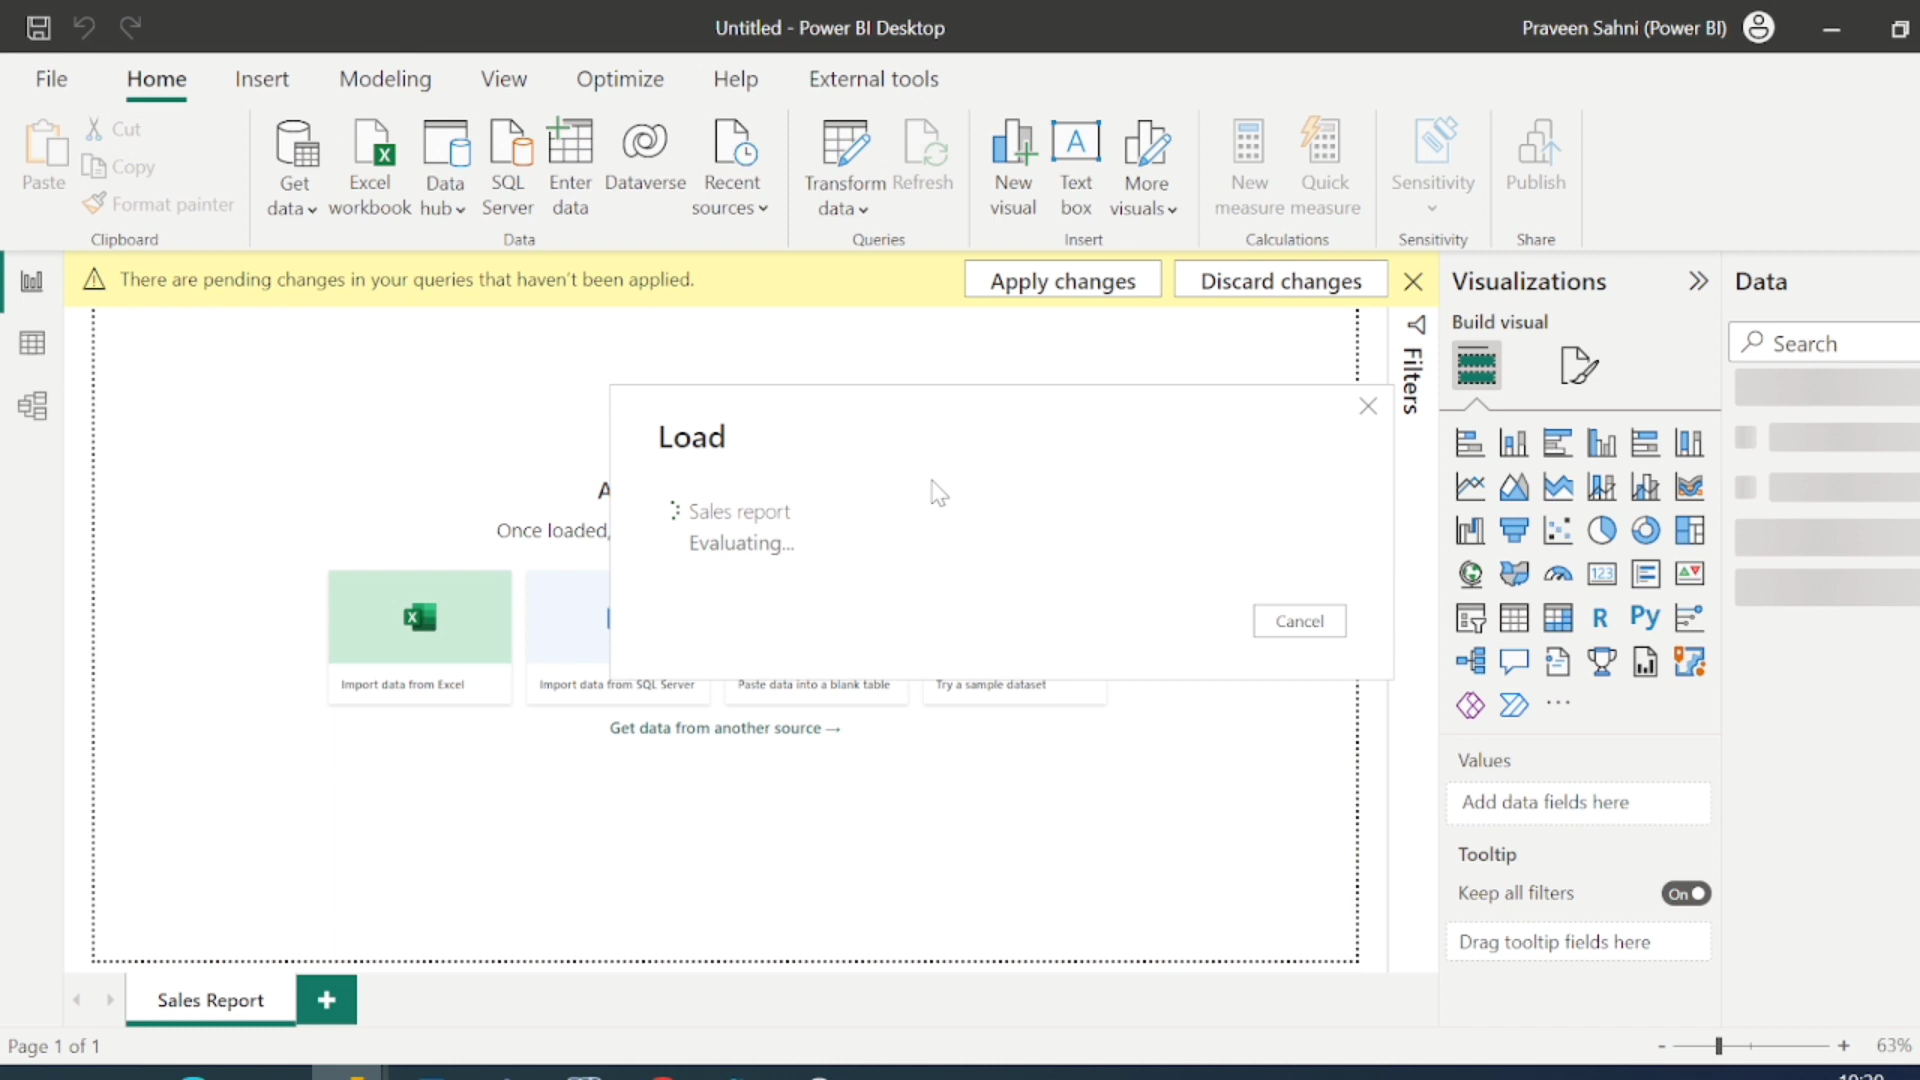 Untitled - Power BI Desktop
Praveen Sahni (Power BI)
File Home Insert Modeling View Optimize Help External tools
Paste
Cut
Copy
Format painter
Clipboard
Get data
Excel workbook
Data hub
SQL Server
Enter data
Dataverse
Recent sources
Data
Transform data
Refresh
Queries
New visual
Text box
More visuals
Insert
New measure
Quick measure
Calculations
Sensitivity
Sensitivity
Publish
Share
There are pending changes in your queries that haven't been applied.
Apply changes
Discard changes
Filters
Load
Sales report
Evaluating...
Cancel
A
Once loaded,
Import data from Excel
Import data from SQL Server
Paste data into a blank table
Try a sample dataset
Get data from another source →
Visualizations
Build visual
123
R
Py
...
Values
Add data fields here
Tooltip
Keep all filters
On
Drag tooltip fields here
Data
Search
Sales Report
+
Page 1 of 1
- + 63%